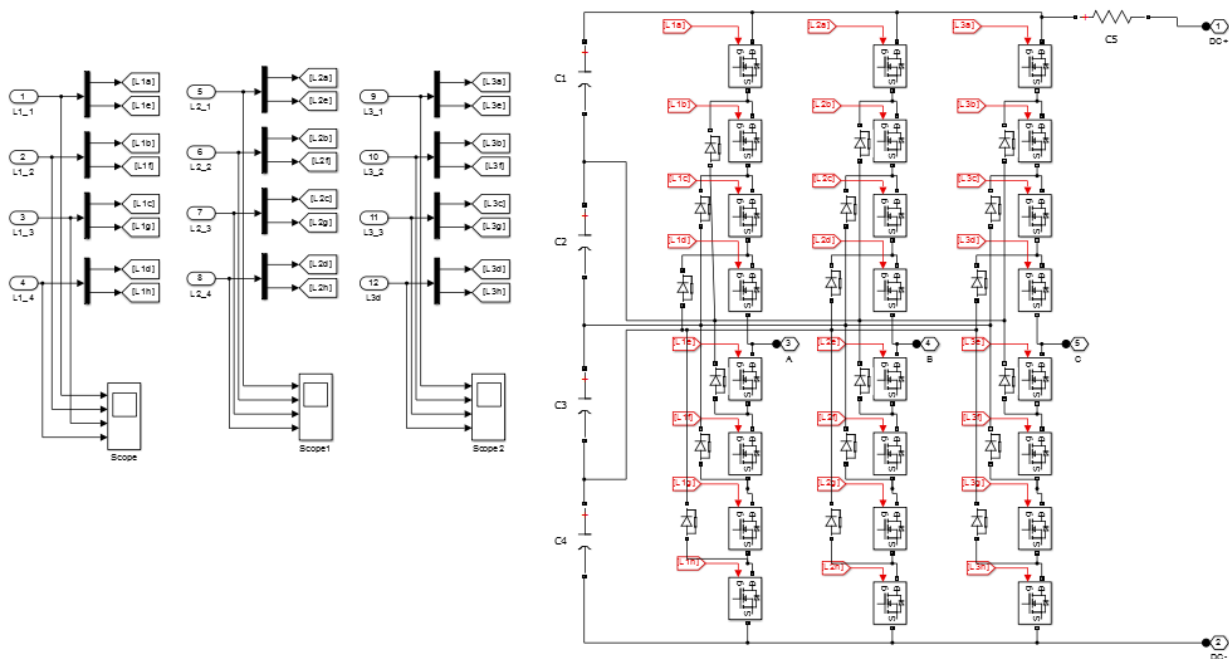 1
L1_1
2
L1_2
3
L1_3
4
L1_4
[L1a]
[L1e]
[L1b]
[L1f]
[L1c]
[L1g]
[L1d]
[L1h]
Scope
5
L2_1
6
L2_2
7
L2_3
8
L2_4
[L2a]
[L2e]
[L2b]
[L2f]
[L2c]
[L2g]
[L2d]
[L2h]
Scope1
9
L3_1
10
L3_2
11
L3_3
12
L3d
[L3a]
[L3e]
[L3b]
[L3f]
[L3c]
[L3g]
[L3d]
[L3h]
Scope2
C1
C2
C3
C4
C5
1
DC+
[L1a]
g D S
[L2a]
g D S
[L3a]
g D S
[L1b]
g D S
[L2b]
g D S
[L3b]
g D S
[L1c]
g D S
[L2c]
g D S
[L3c]
g D S
[L1d]
g D S
[L2d]
g D S
[L3d]
g D S
3
A
4
B
5
C
[L1e]
g D S
[L2e]
g D S
[L3e]
g D S
[L1f]
g D S
[L2f]
g D S
[L3f]
g D S
[L1g]
g D S
[L2g]
g D S
[L3g]
g D S
[L1h]
g D S
[L2h]
g D S
[L3h]
g D S
2
DC-